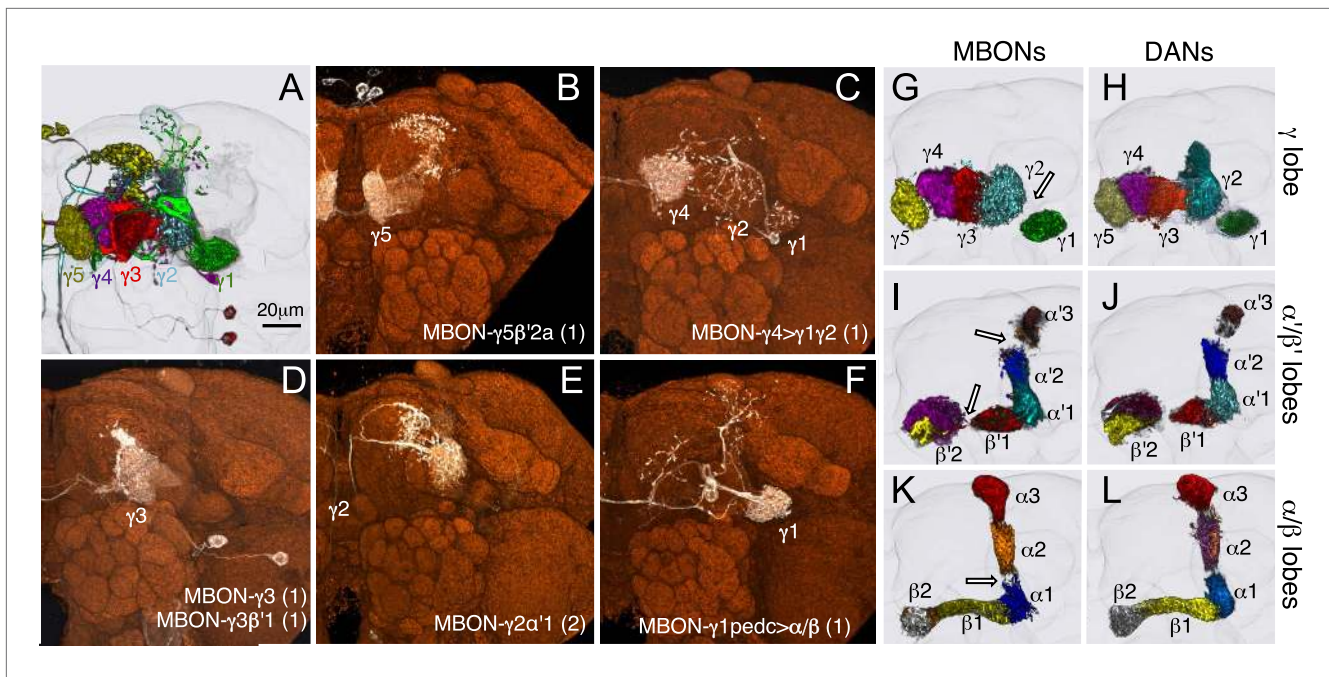 MBONs DANs
A
γ5 γ4 γ3 γ2 γ1
20μm
B
γ5
MBON-γ5β'2a (1)
C
γ4 γ2 γ1
MBON-γ4>γ1γ2 (1)
D
γ3
MBON-γ3 (1)
MBON-γ3β'1 (1)
E
γ2
MBON-γ2α'1 (2)
F
γ1
MBON-γ1pedc>α/β (1)
G
γ4
γ2
γ5 γ3 γ1
H
γ4
γ2
γ5 γ3 γ1
γ lobe
I
α'3
α'2
α'1
β'2 β'1
J
α'3
α'2
α'1
β'2 β'1
α'/β' lobes
K
α3
α2
α1
β2
β1
L
α3
α2
α1
β2
β1
α/β lobes